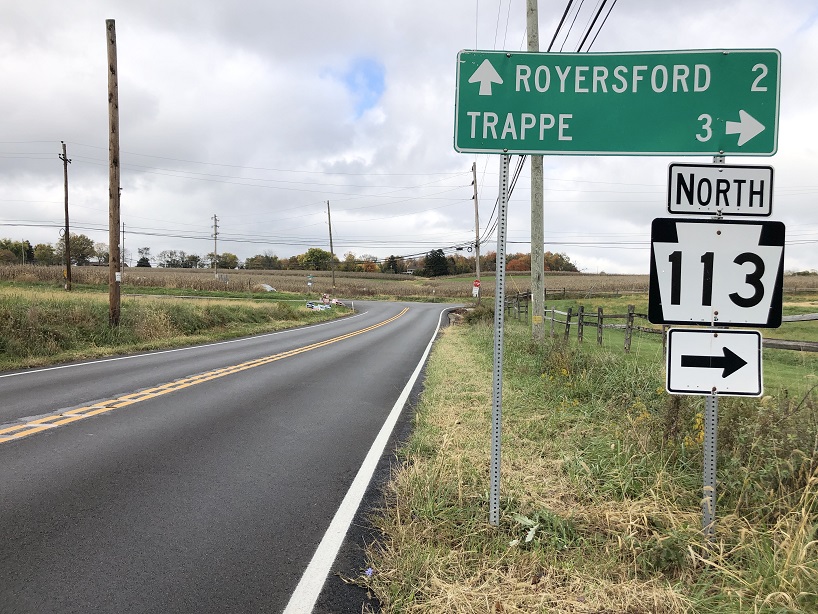 ROYERSFORD 2
TRAPPE 3
NORTH
113